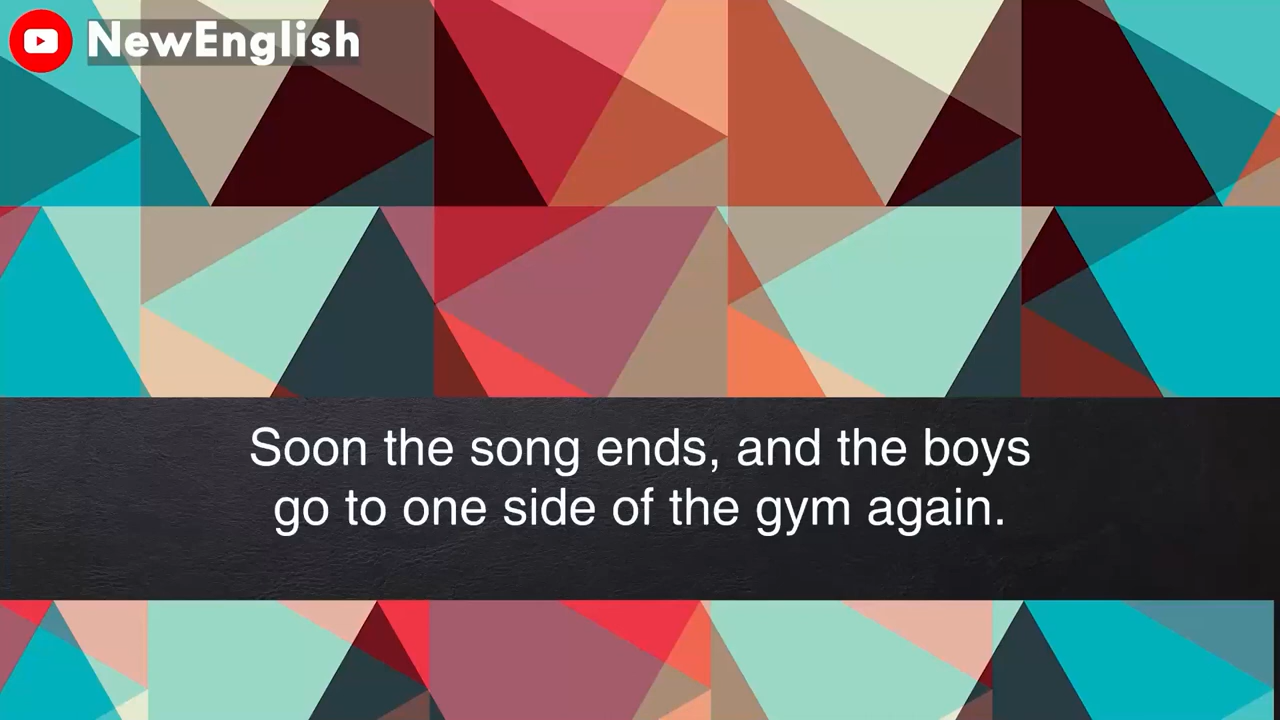 NewEnglish
Soon the song ends, and the boys
go to one side of the gym again.